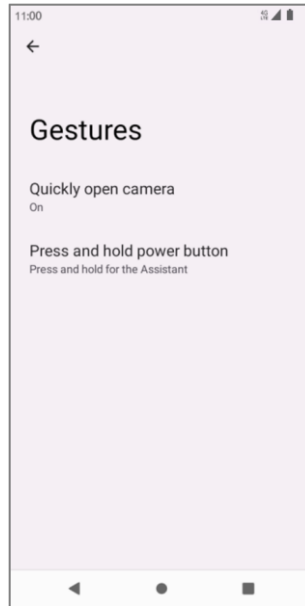 11:00
Gestures
Quickly open camera
On
Press and hold power button
Press and hold for the Assistant